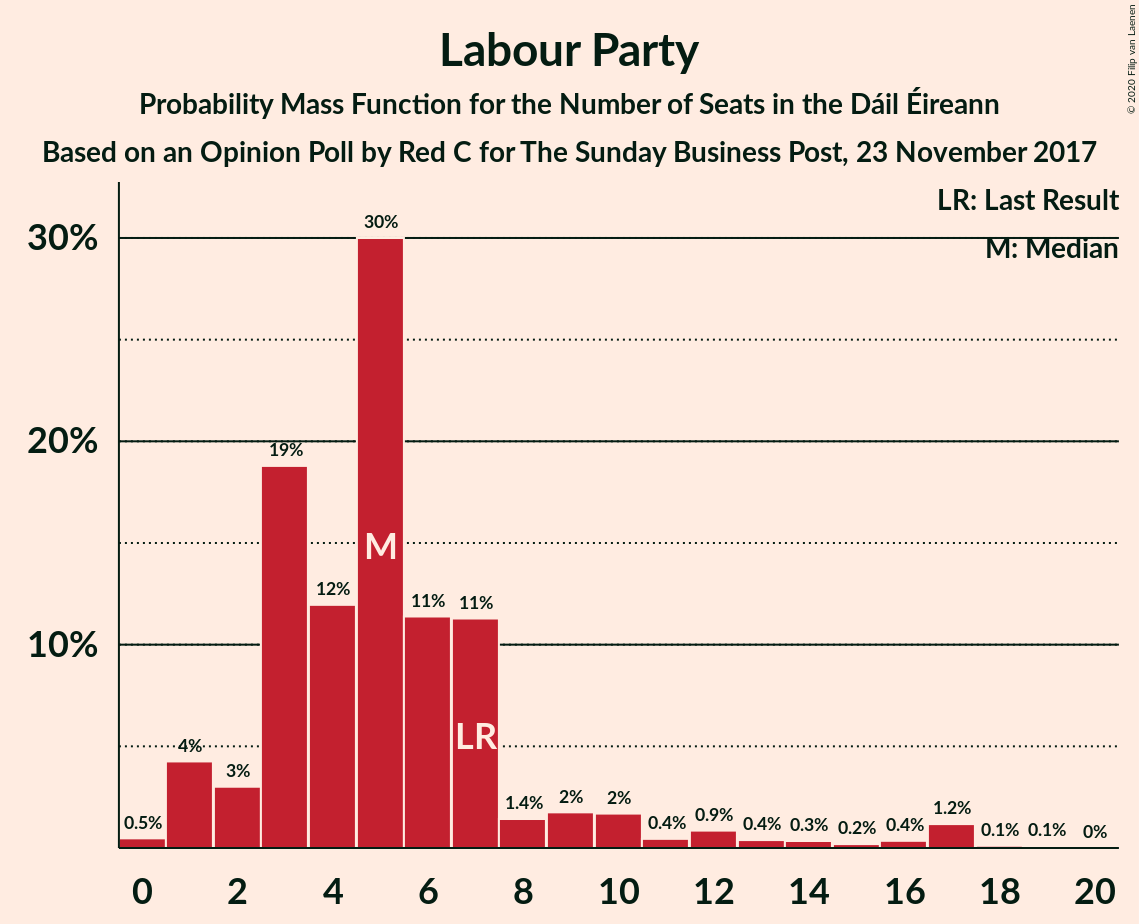 Labour Party
Probability Mass Function for the Number of Seats in the Dáil Éireann
Based on an Opinion Poll by Red C for The Sunday Business Post, 23 November 2017
© 2020 Filip van Laenen
LR: Last Result
M: Median
30%
20%
10%
0.5%
4%
3%
19%
12%
30%
11%
11%
1.4%
2%
2%
0.4%
0.9%
0.4%
0.3%
0.2%
0.4%
1.2%
0.1%
0.1%
0%
M
LR
0 2 4 6 8 10 12 14 16 18 20